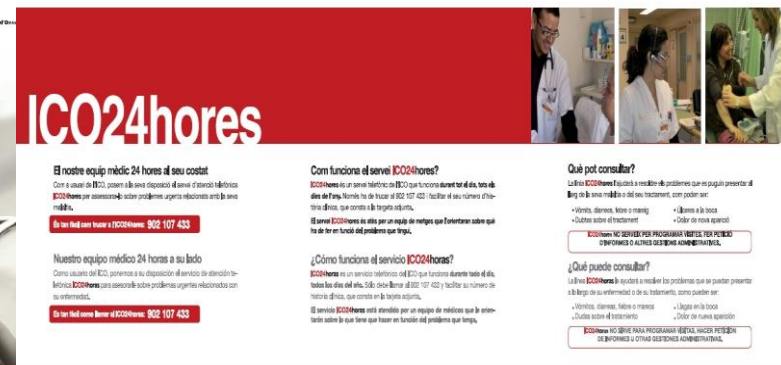 ICO24hores
El nostre equip mèdic 24 hores al seu costat
Com a usuari de l'ICO, posem a la seva disposició el servei d'atenció telefònica
ICO24hores per assessorar-lo sobre problemes urgents relacionats amb la seva
malaltia.
És tan fàcil com trucar a l'ICO24hores: 902 107 433
Nuestro equipo médico 24 horas a su lado
Como usuario del ICO, ponemos a su disposición el servicio de atención te-
lefónica ICO24horas para asesorarle sobre problemas urgentes relacionados con
su enfermedad.
Es tan fácil como llamar al ICO24horas: 902 107 433
Com funciona el servei ICO24hores?
ICO24hores és un servei telefònic de l'ICO que funciona durant tot el dia, tots els
dies de l'any. Només ha de trucar al 902 107 433 i facilitar el seu número d'his-
tòria clínica, que consta a la targeta adjunta.
El servei ICO24hores és atès per un equip de metges que l'orientaran sobre què
ha de fer en funció del problema que tingui.
¿Cómo funciona el servicio ICO24horas?
ICO24horas es un servicio telefónico del ICO que funciona durante todo el día,
todos los días del año. Sólo debe llamar al 902 107 433 y facilitar su número de
historia clínica, que consta en la tarjeta adjunta.
El servicio ICO24horas está atendido por un equipo de médicos que le orien-
tarán sobre lo que tiene que hacer en función del problema que tenga.
Què pot consultar?
La línia ICO24hores l'ajudarà a resoldre els problemes que es puguin presentar al
llarg de la seva malaltia o del seu tractament, com poden ser:
• Vòmits, diarrees, febre o mareig • Úlceres a la boca
• Dubtes sobre el tractament • Dolor de nova aparició
ICO24hores NO SERVEIX PER PROGRAMAR VISITES, FER PETICIÓ
D'INFORMES O ALTRES GESTIONS ADMINISTRATIVES.
¿Qué puede consultar?
La línea ICO24horas le ayudará a resolver los problemas que se puedan presentar
a lo largo de su enfermedad o de su tratamiento, como pueden ser:
• Vómitos, diarreas, fiebre o mareos • Llagas en la boca
• Dudas sobre el tratamiento • Dolor de nueva aparición
ICO24horas NO SIRVE PARA PROGRAMAR VISITAS, HACER PETICIÓN
DE INFORMES U OTRAS GESTIONES ADMINISTRATIVAS.